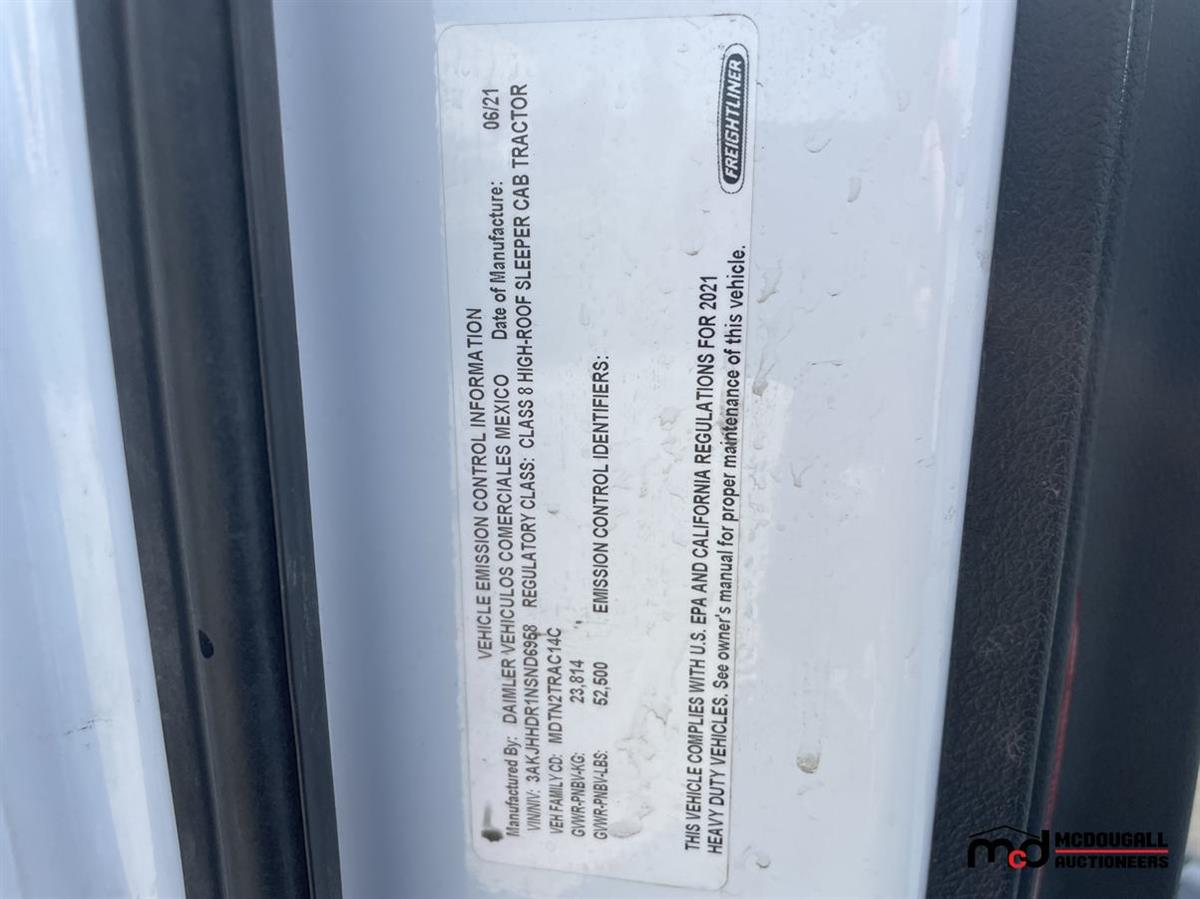 VEHICLE EMISSION CONTROL INFORMATION
Manufactured By: DAIMLER VEHICULOS COMERCIALES MEXICO Date of Manufacture: 06/21
VIN/NIV: 3AKJHHDR1NSND6968 REGULATORY CLASS: CLASS 8 HIGH-ROOF SLEEPER CAB TRACTOR
VEH FAMILY CD: MDTN2TRAC14C
GVWR-PNBV-KG: 23,814
GVWR-PNBV-LBS: 52,500 EMISSION CONTROL IDENTIFIERS:
THIS VEHICLE COMPLIES WITH U.S. EPA AND CALIFORNIA REGULATIONS FOR 2021
HEAVY DUTY VEHICLES. See owner's manual for proper maintenance of this vehicle.
FREIGHTLINER
mcd MCDOUGALL
AUCTIONEERS